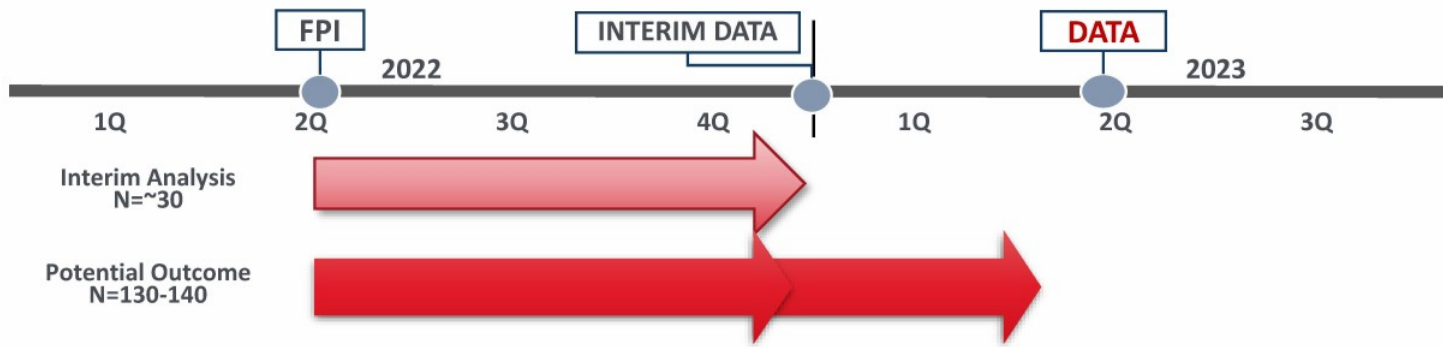 FPI
INTERIM DATA
DATA
2022
2023
1Q
2Q
3Q
4Q
1Q
2Q
3Q
Interim Analysis
N=~30
Potential Outcome
N=130-140